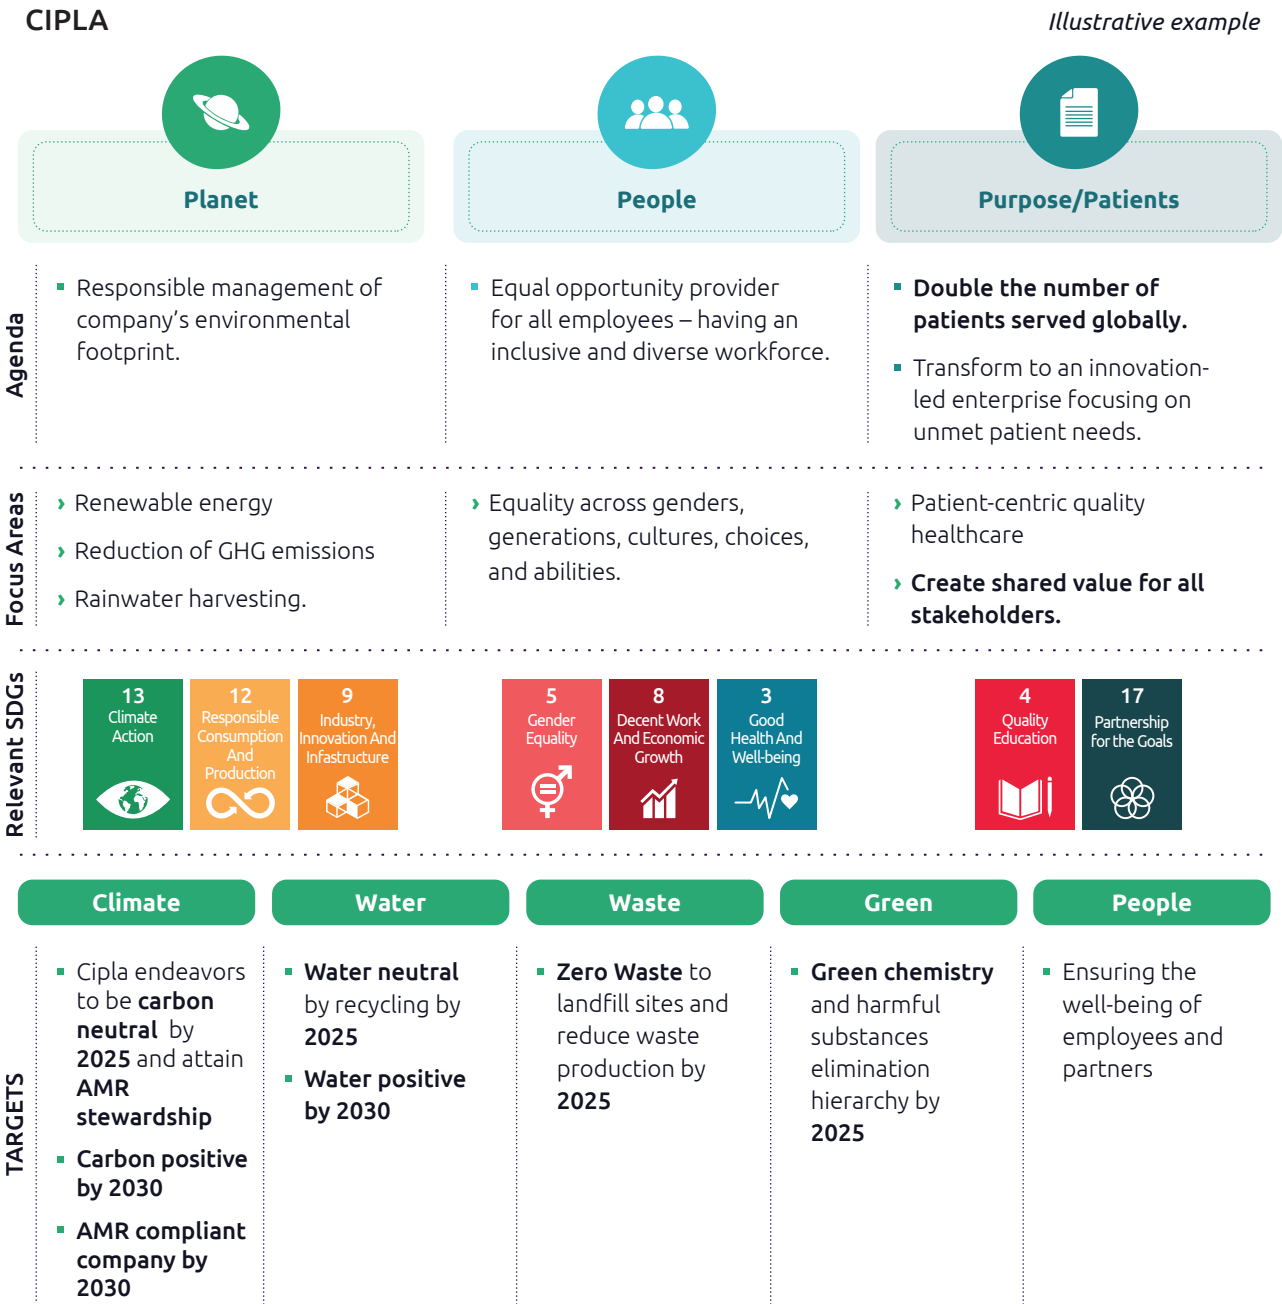 CIPLA
Illustrative example
Planet
People
Purpose/Patients
Agenda
Responsible management of
company's environmental
footprint.
Equal opportunity provider
for all employees – having an
inclusive and diverse workforce.
Double the number of
patients served globally.
Transform to an innovation-
led enterprise focusing on
unmet patient needs.
Focus Areas
› Renewable energy
› Reduction of GHG emissions
› Rainwater harvesting.
› Equality across genders,
generations, cultures, choices,
and abilities.
› Patient-centric quality
healthcare
› Create shared value for all
stakeholders.
Relevant SDGs
13
Climate
Action
12
Responsible
Consumption
And
Production
9
Industry,
Innovation And
Infastructure
5
Gender
Equality
8
Decent Work
And Economic
Growth
3
Good
Health And
Well-being
4
Quality
Education
17
Partnership
for the Goals
Climate
Water
Waste
Green
People
TARGETS
Cipla endeavors
to be carbon
neutral by
2025 and attain
AMR
stewardship
Carbon positive
by 2030
AMR compliant
company by
2030
Water neutral
by recycling by
2025
Water positive
by 2030
Zero Waste to
landfill sites and
reduce waste
production by
2025
Green chemistry
and harmful
substances
elimination
hierarchy by
2025
Ensuring the
well-being of
employees and
partners